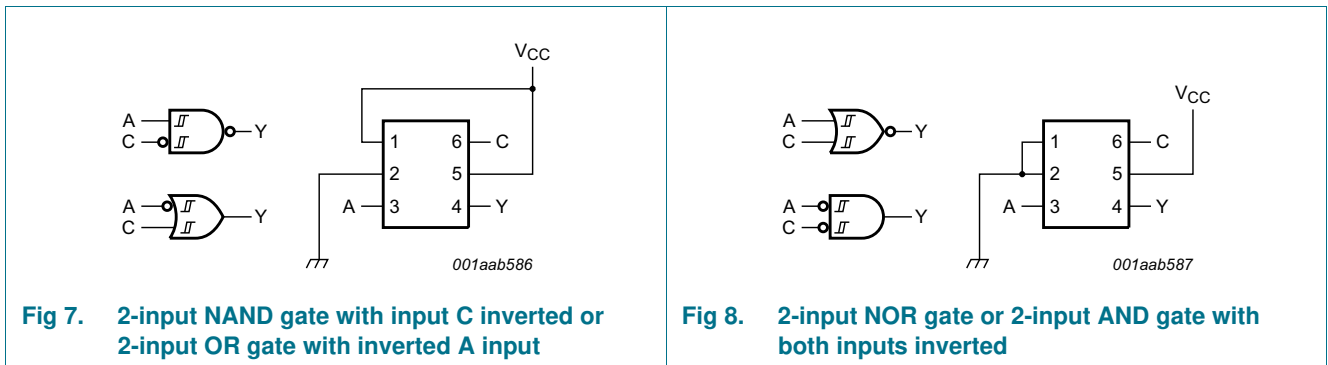 VCC
A
C
Y
A
C
Y
1 6 C
2 5
A 3 4 Y
001aab586
Fig 7. 2-input NAND gate with input C inverted or
2-input OR gate with inverted A input
VCC
A
C
Y
A
C
Y
1 6 C
2 5
A 3 4 Y
001aab587
Fig 8. 2-input NOR gate or 2-input AND gate with
both inputs inverted